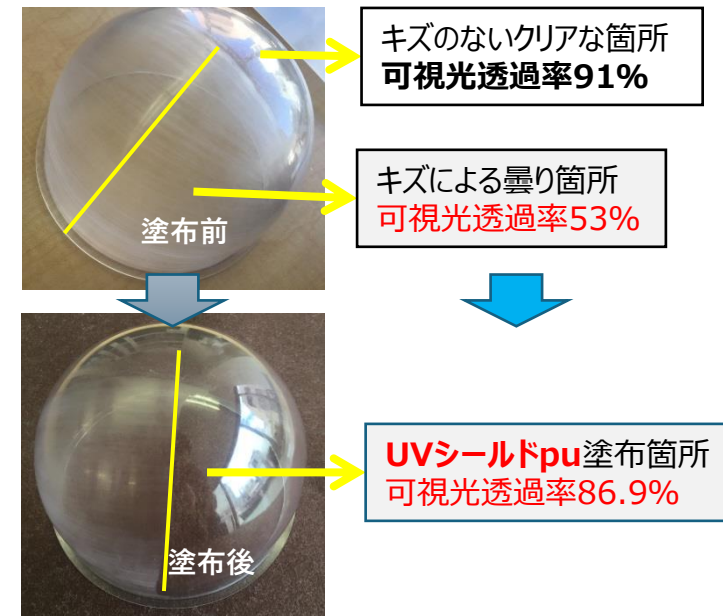 キズのないクリアな箇所
可視光透過率91%
キズによる曇り箇所
可視光透過率53%
塗布前
UVシールドpu塗布箇所
可視光透過率86.9%
塗布後